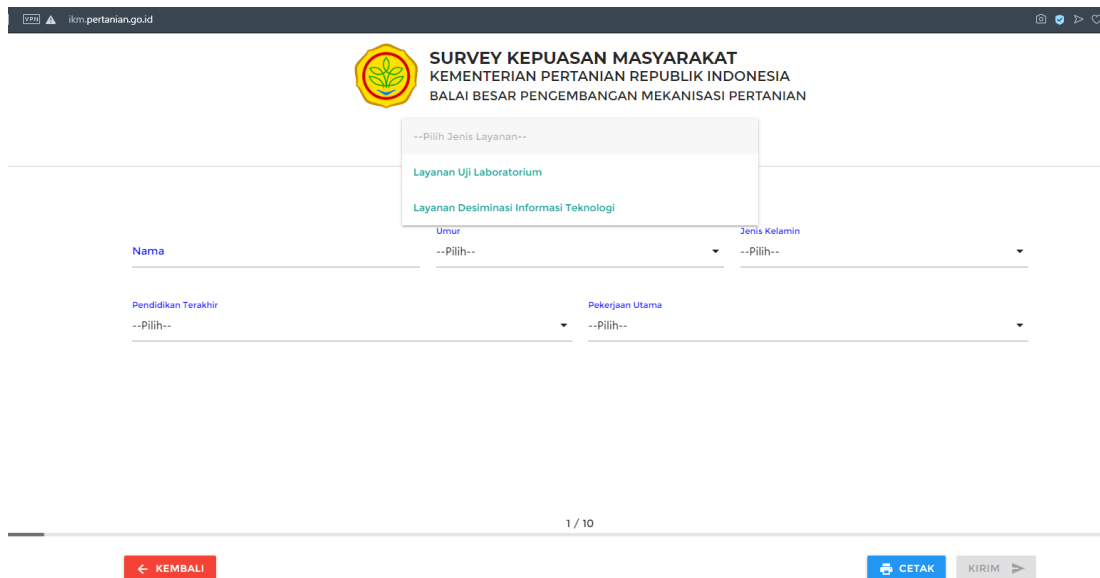 VPN ikm.pertanian.go.id
SURVEY KEPUASAN MASYARAKAT
KEMENTERIAN PERTANIAN REPUBLIK INDONESIA
BALAI BESAR PENGEMBANGAN MEKANISASI PERTANIAN
--Pilih Jenis Layanan--
Layanan Uji Laboratorium
Layanan Desiminasi Informasi Teknologi
Nama
Umur
--Pilih--
Jenis Kelamin
--Pilih--
Pendidikan Terakhir
--Pilih--
Pekerjaan Utama
--Pilih--
1 / 10
KEMBALI
CETAK
KIRIM